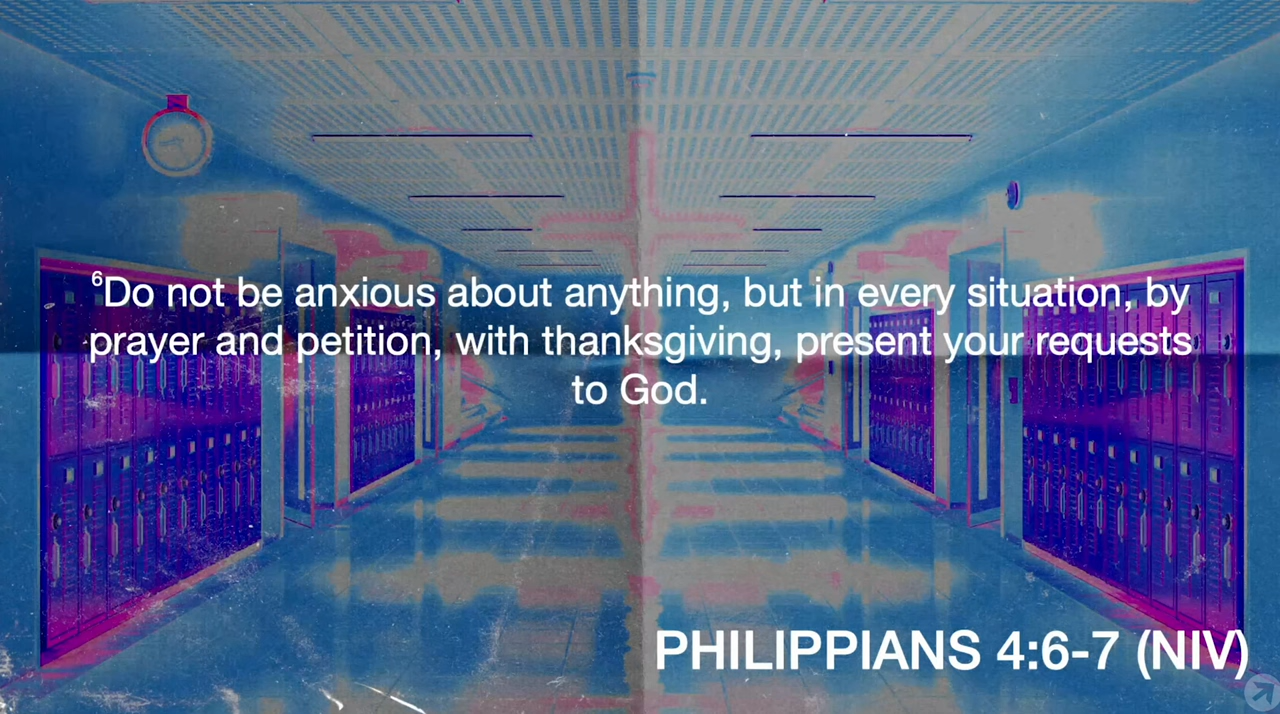 ⁶Do not be anxious about anything, but in every situation, by
prayer and petition, with thanksgiving, present your requests
to God.
PHILIPPIANS 4:6-7 (NIV)